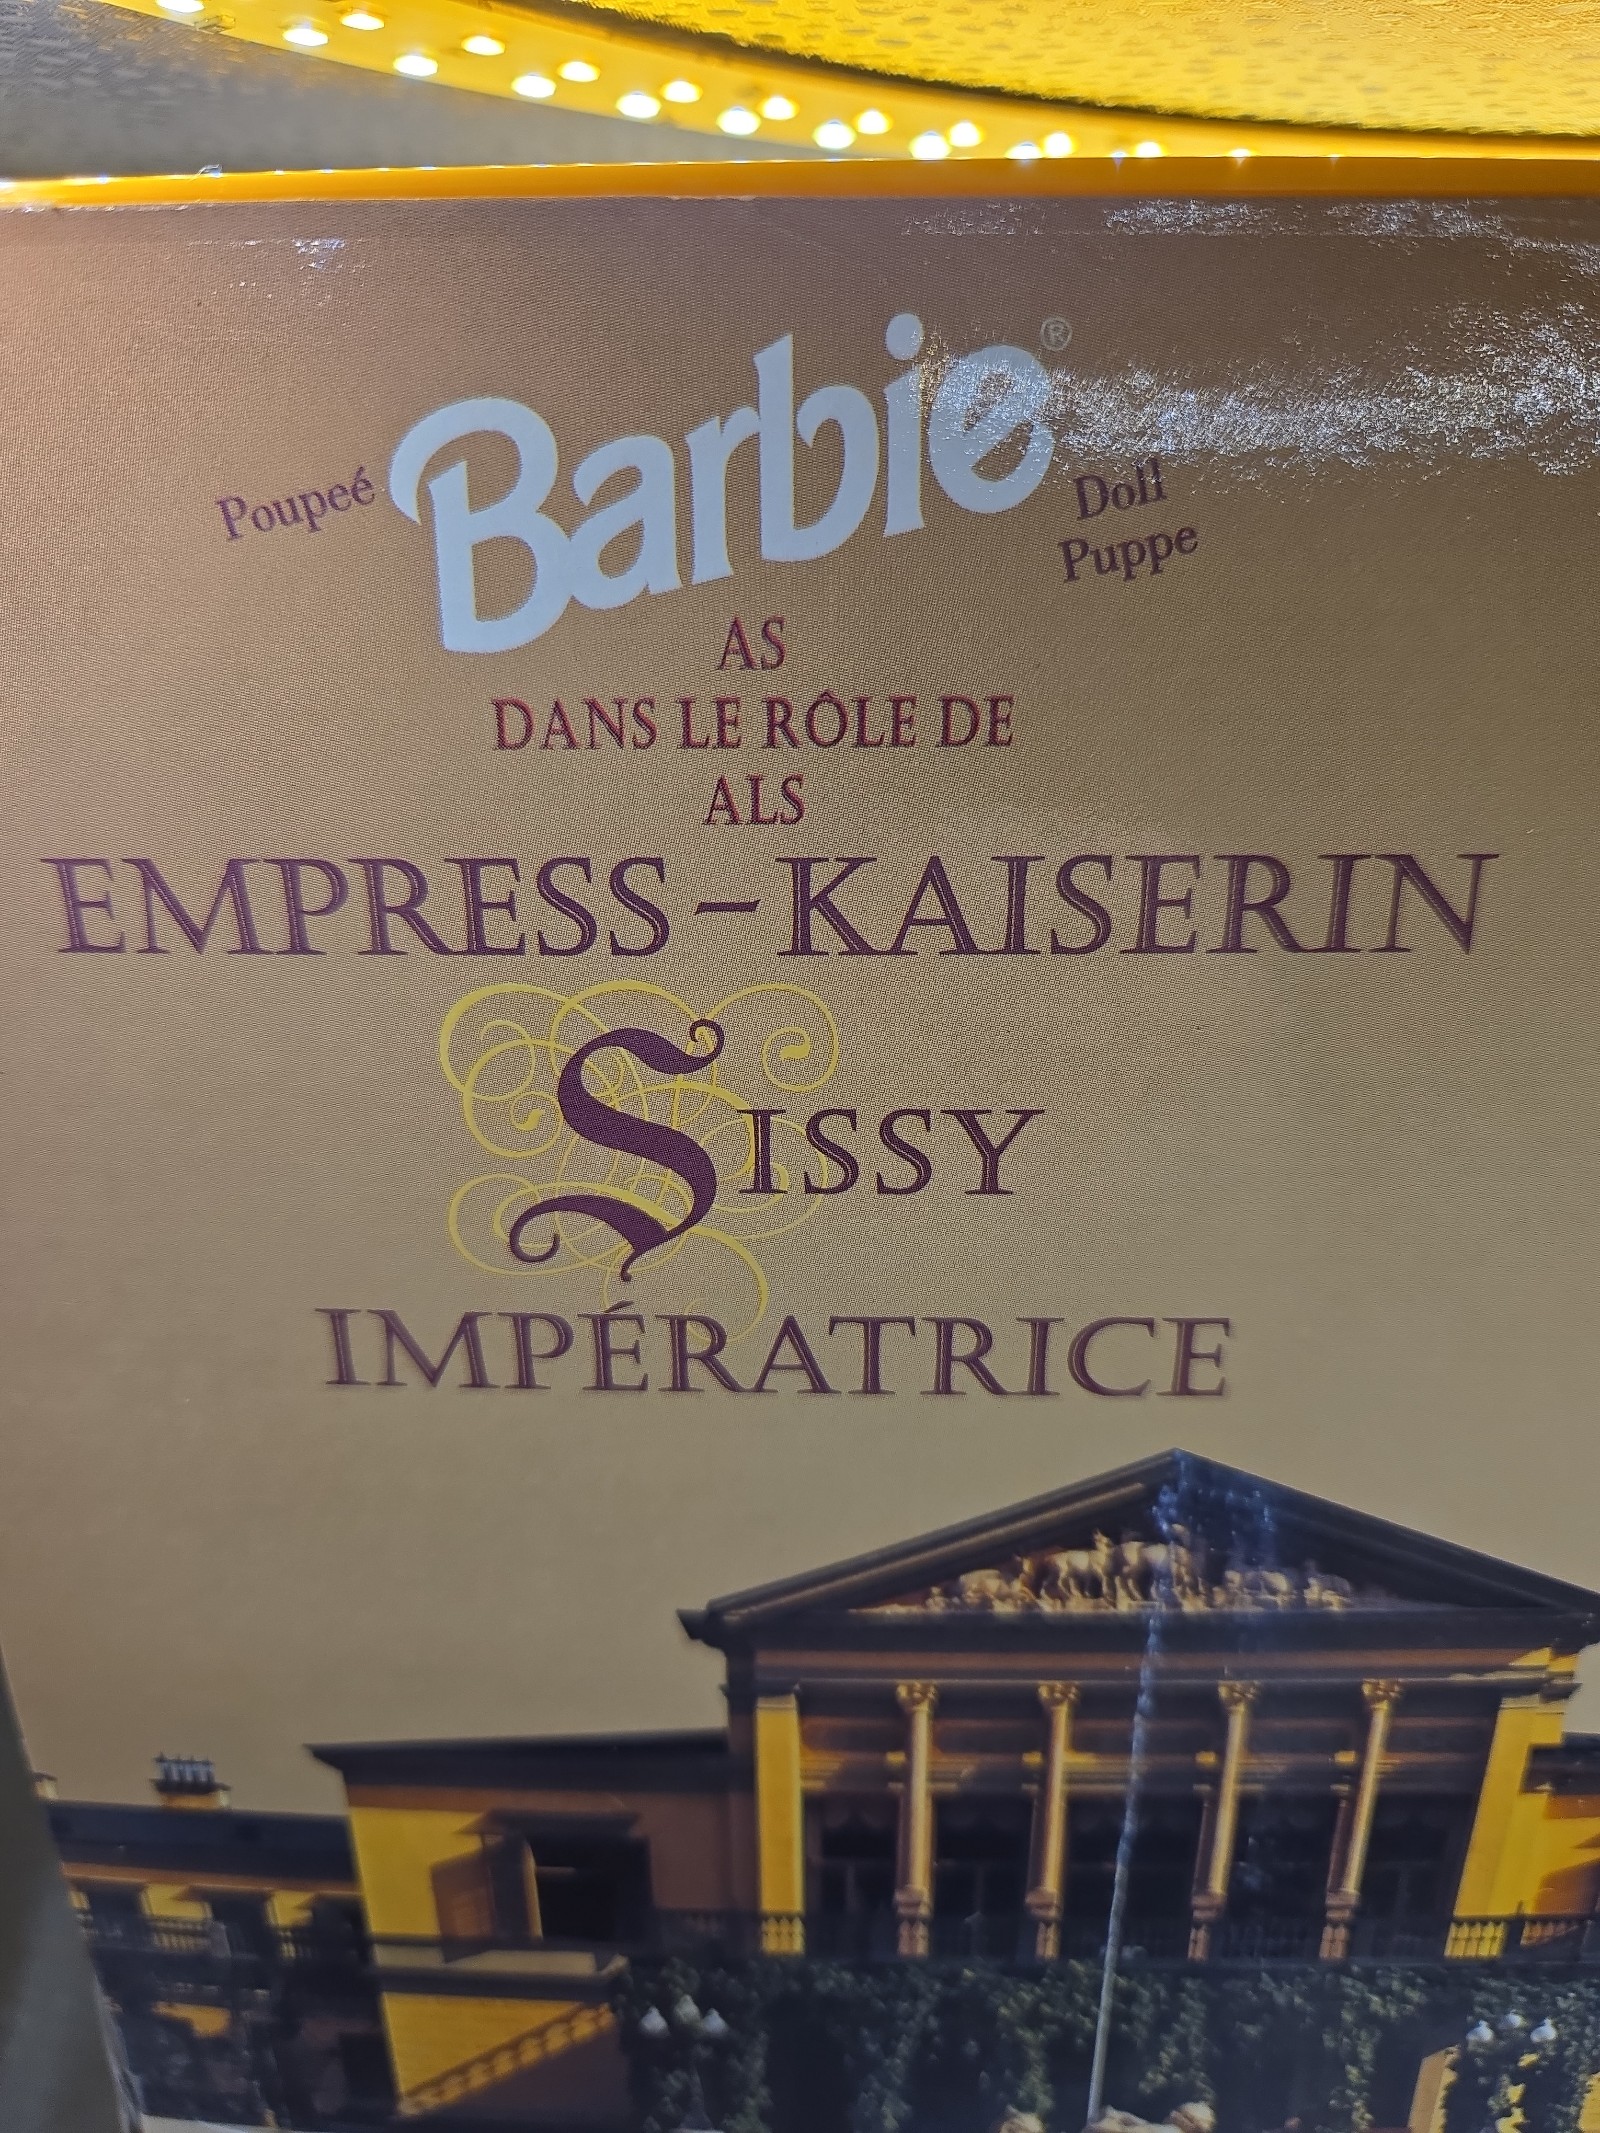 Poupeé Barbie® Doll
Puppe
AS
DANS LE RÔLE DE
ALS
EMPRESS-KAISERIN
SISSY
IMPÉRATRICE